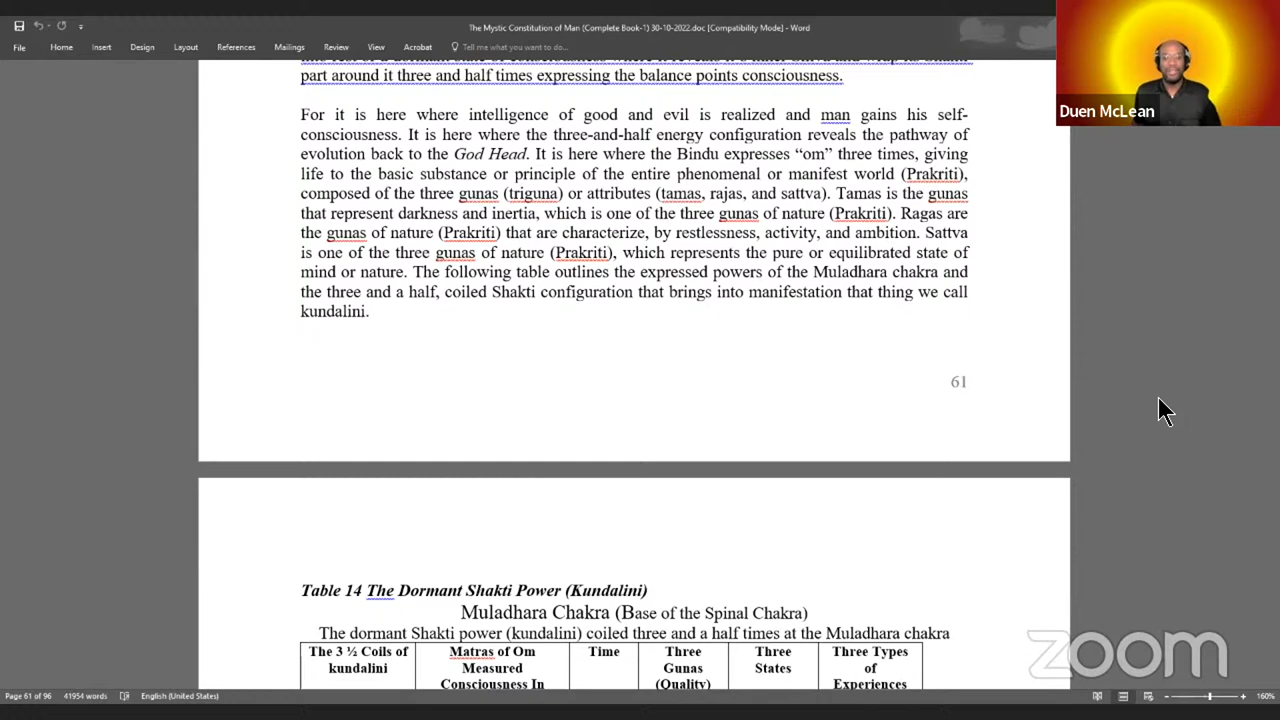 The Mystic Constitution of Man (Complete Book-1) 30-10-2022.doc [Compatibility Mode] - Word
File Home Insert Design Layout References Mailings Review View Acrobat Tell me what you want to do...
Duen McLean
part around it three and half times expressing the balance points consciousness.
For it is here where intelligence of good and evil is realized and man gains his self-
consciousness. It is here where the three-and-half energy configuration reveals the pathway of
evolution back to the God Head. It is here where the Bindu expresses “om” three times, giving
life to the basic substance or principle of the entire phenomenal or manifest world (Prakriti),
composed of the three gunas (triguna) or attributes (tamas, rajas, and sattva). Tamas is the gunas
that represent darkness and inertia, which is one of the three gunas of nature (Prakriti). Ragas are
the gunas of nature (Prakriti) that are characterize, by restlessness, activity, and ambition. Sattva
is one of the three gunas of nature (Prakriti), which represents the pure or equilibrated state of
mind or nature. The following table outlines the expressed powers of the Muladhara chakra and
the three and a half, coiled Shakti configuration that brings into manifestation that thing we call
kundalini.
61
Table 14 The Dormant Shakti Power (Kundalini)
Muladhara Chakra (Base of the Spinal Chakra)
The dormant Shakti power (kundalini) coiled three and a half times at the Muladhara chakra
The 3 ½ Coils of Matras of Om Time Three Three Three Types
kundalini Measured Gunas States of
Consciousness In (Quality) Experiences
zoom
Page 61 of 96 41954 words English (United States) 160%